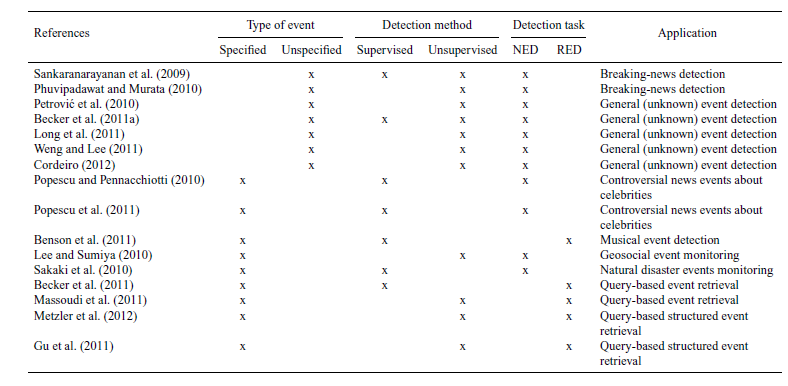 References Type of event Detection method Detection task Application
Specified Unspecified Supervised Unsupervised NED RED
Sankaranarayanan et al. (2009) x x x x Breaking-news detection
Phuvipadawat and Murata (2010) x x x Breaking-news detection
Petrović et al. (2010) x x x General (unknown) event detection
Becker et al. (2011a) x x x x General (unknown) event detection
Long et al. (2011) x x x General (unknown) event detection
Weng and Lee (2011) x x x General (unknown) event detection
Cordeiro (2012) x x x General (unknown) event detection
Popescu and Pennacchiotti (2010) x x x Controversial news events about
celebrities
Popescu et al. (2011) x x x Controversial news events about
celebrities
Benson et al. (2011) x x x Musical event detection
Lee and Sumiya (2010) x x x Geosocial event monitoring
Sakaki et al. (2010) x x x Natural disaster events monitoring
Becker et al. (2011) x x x Query-based event retrieval
Massoudi et al. (2011) x x x Query-based event retrieval
Metzler et al. (2012) x x x Query-based structured event
retrieval
Gu et al. (2011) x x x Query-based structured event
retrieval